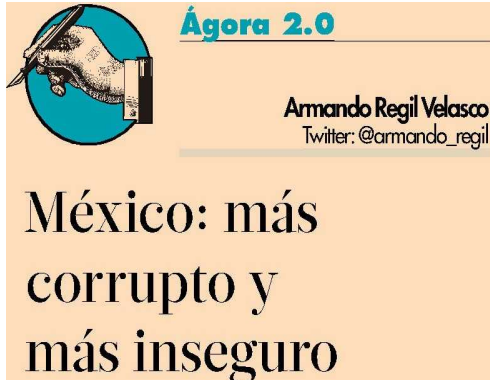 Ágora 2.0
Armando Regil Velasco
Twitter: @armando_regil
México: más
corrupto y
más inseguro